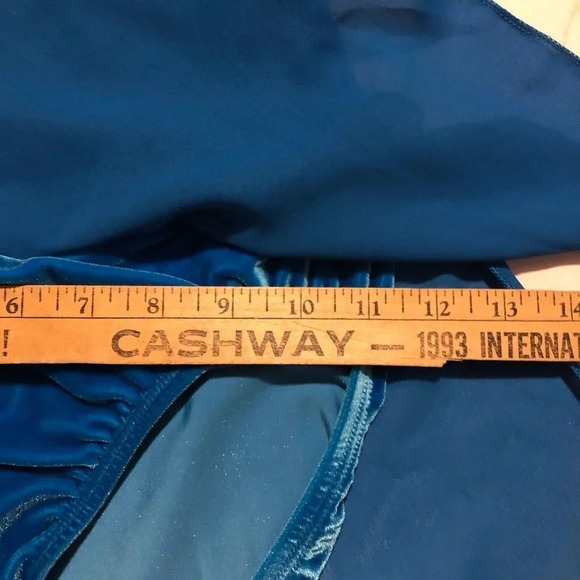 6 7 8 9 10 11 12 13 14
! CASHWAY — 1993 INTERNAT